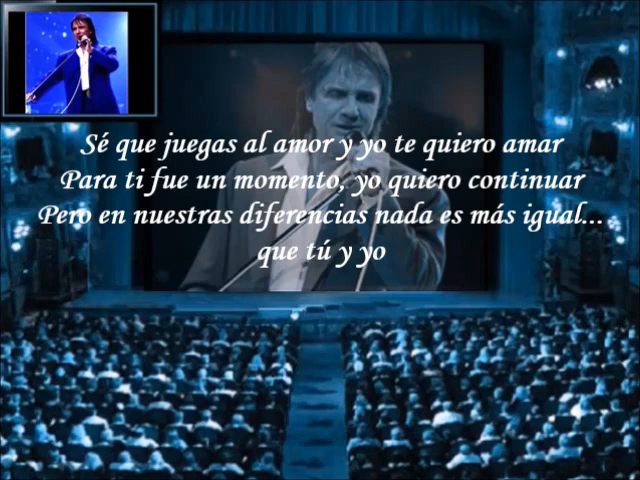 Sé que juegas al amor y yo te quiero amar
Para ti fue un momento, yo quiero continuar
Pero en nuestras diferencias nada es más igual...
que tú y yo